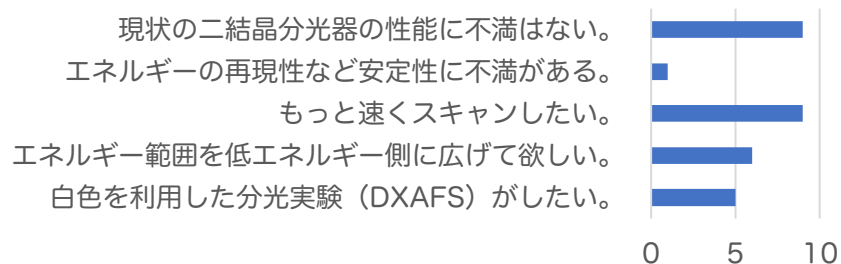 現状の二結晶分光器の性能に不満はない。
エネルギーの再現性など安定性に不満がある。
もっと速くスキャンしたい。
エネルギー範囲を低エネルギー側に広げて欲しい。
白色を利用した分光実験（DXAFS）がしたい。
0 5 10